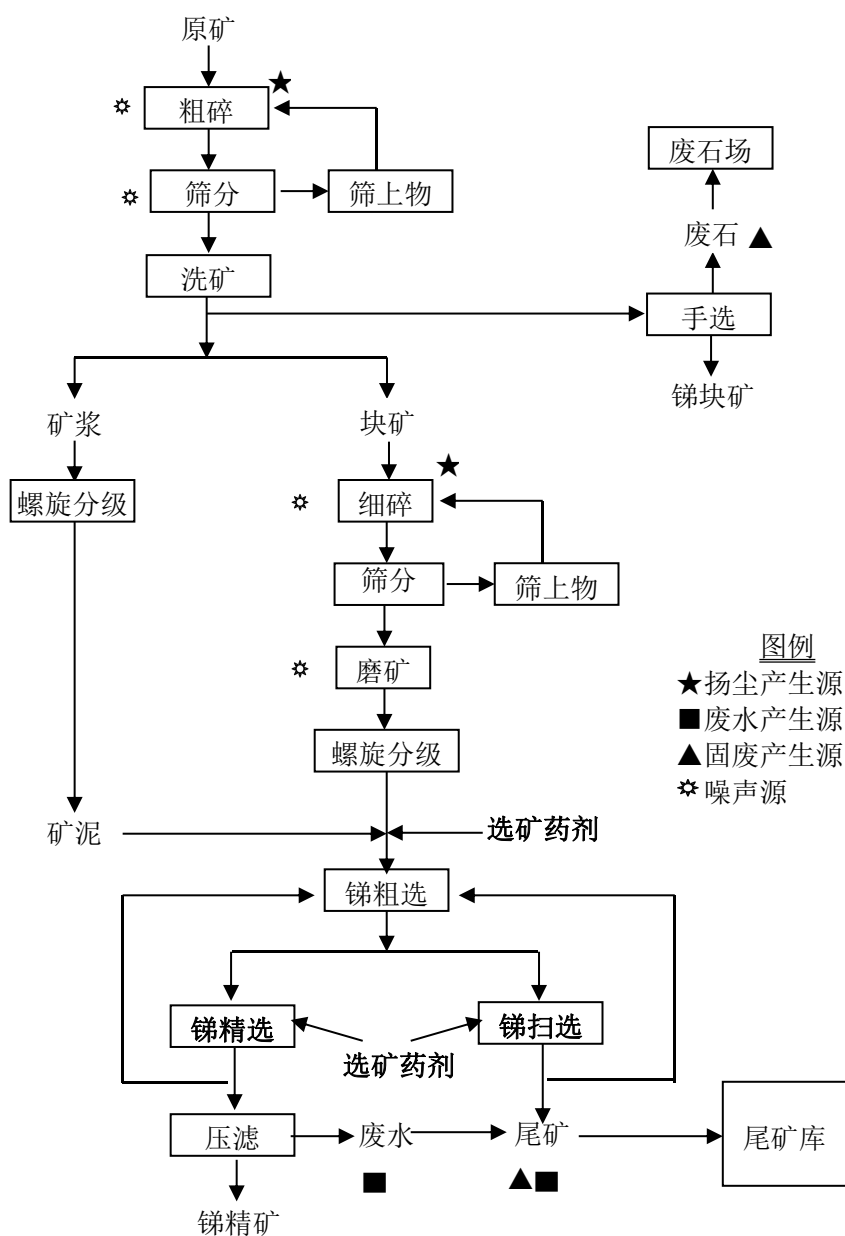 原矿
粗碎
筛分
筛上物
洗矿
废石场
废石
手选
锑块矿
矿浆
块矿
螺旋分级
细碎
筛分
筛上物
磨矿
螺旋分级
图例
扬尘产生源
废水产生源
固废产生源
噪声源
矿泥
选矿药剂
锑粗选
锑精选
锑扫选
选矿药剂
压滤
废水
尾矿
尾矿库
锑精矿